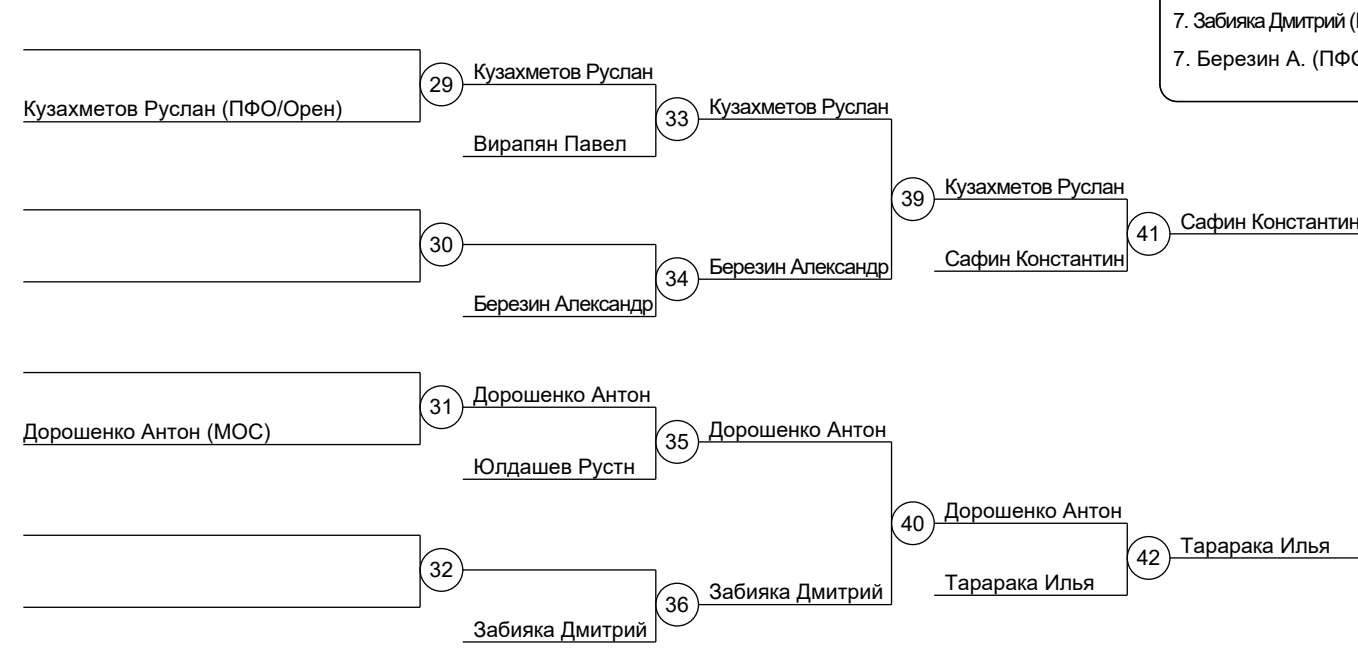 7. Забияка Дмитрий (
7. Березин А. (ПФО
29
Кузахметов Руслан
Кузахметов Руслан (ПФО/Орен)
33
Кузахметов Руслан
Вирапян Павел
39
Кузахметов Руслан
30
41
Сафин Константин
34
Березин Александр
Сафин Константин
Березин Александр
31
Дорошенко Антон
Дорошенко Антон (МОС)
35
Дорошенко Антон
Юлдашев Рустн
40
Дорошенко Антон
32
42
Тарарака Илья
36
Забияка Дмитрий
Тарарака Илья
Забияка Дмитрий